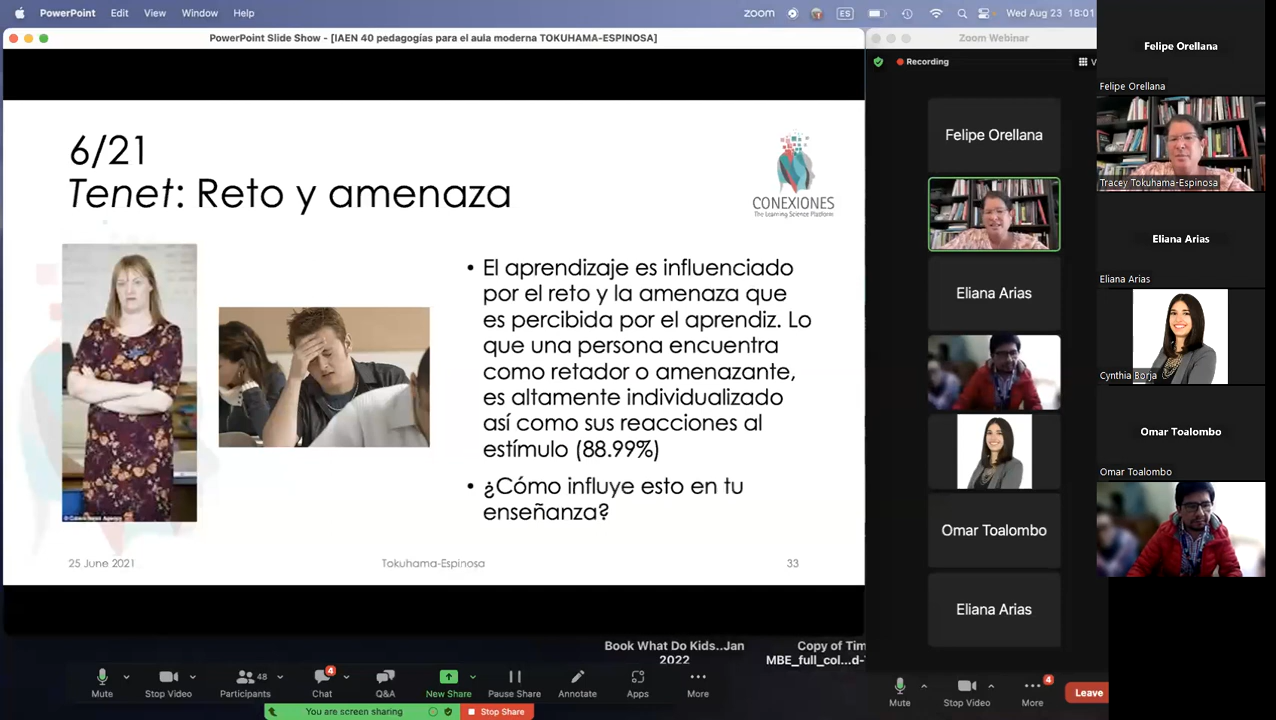 PowerPoint Edit View Window Help
zoom ES Wed Aug 23 18:01
PowerPoint Slide Show - [IAEN 40 pedagogías para el aula moderna TOKUHAMA-ESPINOSA]
6/21
Tenet: Reto y amenaza
CONEXIONES
The Learning Science Platform
• El aprendizaje es influenciado
por el reto y la amenaza que
es percibida por el aprendiz. Lo
que una persona encuentra
como retador o amenazante,
es altamente individualizado
así como sus reacciones al
estímulo (88.99%)
• ¿Cómo influye esto en tu
enseñanza?
25 June 2021
Tokuhama-Espinosa
33
Book What Do Kids..Jan
2022
Copy of Tim
MBE_full_col...d-T
Mute
Stop Video
48
Participants
4
Chat
Q&A
New Share
Pause Share
Annotate
Apps
More
You are screen sharing
Stop Share
Zoom Webinar
Recording
V
Felipe Orellana
Eliana Arias
Omar Toalombo
Eliana Arias
Mute
Stop Video
4
More
Leave
Felipe Orellana
Felipe Orellana
Tracey Tokuhama-Espinosa
Eliana Arias
Eliana Arias
Cynthia Borja
Omar Toalombo
Omar Toalombo